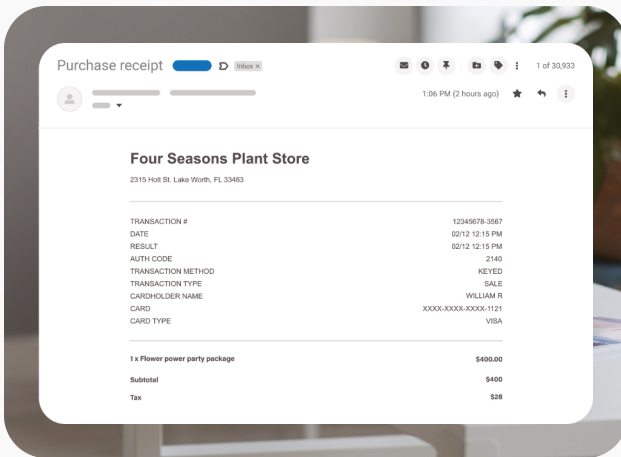 Purchase receipt Inbox ×
1 of 30,933
1:06 PM (2 hours ago)
Four Seasons Plant Store
2315 Holt St. Lake Worth, FL 33463
TRANSACTION # 12345678-3567
DATE 02/12 12:15 PM
RESULT 02/12 12:15 PM
AUTH CODE 2140
TRANSACTION METHOD KEYED
TRANSACTION TYPE SALE
CARDHOLDER NAME WILLIAM R
CARD XXXX-XXXX-XXXX-1121
CARD TYPE VISA
1 x Flower power party package $400.00
Subtotal $400
Tax $28